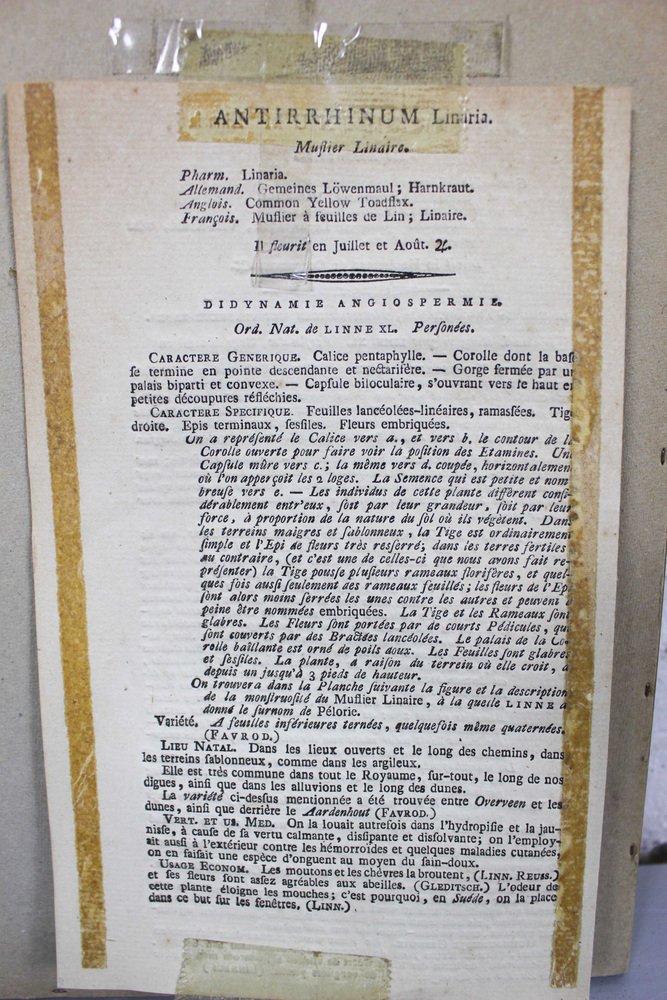 ANTIRRHINUM Linaria.
Muſlier Linaire.
Pharm. Linaria.
Allemand. Gemeines Löwenmaul ; Harnkraut.
Anglois. Common Yellow Toadflax.
François. Muflier à feuilles de Lin ; Linaire.
Il fleurit en Juillet et Août. ♃.
DIDYNAMIE ANGIOSPERMIE.
Ord. Nat. de LINNE XL. Perſonées.
CARACTERE GENERIQUE. Calice pentaphylle. — Corolle dont la baſe
ſe termine en pointe descendante et nectarifère. — Gorge fermée par un
palais biparti et convexe. — Capſule biloculaire, s'ouvrant vers le haut en
petites découpures réfléchies.
CARACTERE SPECIFIQUE. Feuilles lancéolées-linéaires, ramaſſées. Tige
droite. Epis terminaux, ſesſiles. Fleurs embriquées.
On a repréſenté le Calice vers a., et vers b. le contour de la
Corolle ouverte pour faire voir la poſition des Etamines. Une
Capſule mûre vers c. ; la même vers d. coupée, horizontalement
où l'on apperçoit les 2 loges. La Semence qui est petite et nom-
breuſe vers e. — Les individus de cette plante diffèrent conſi-
dérablement entr'eux, ſoit par leur grandeur, ſoit par leur
force, à proportion de la nature du ſol où ils végètent. Dans
les terreins maigres et ſablonneux, la Tige est ordinairement
ſimple et l'Epi de fleurs très resſerré; dans les terres fertiles
au contraire, (et c'est une de celles-ci que nous avons fait re-
préſenter) la Tige pousſe pluſieurs rameaux florifères, et quel-
ques fois ausſi ſeulement des rameaux feuillés; les fleurs de l'Epi
ſont alors moins ſerrées les unes contre les autres et peuvent à
peine être nommées embriquées. La Tige et les Rameaux ſont
glabres. Les Fleurs ſont portées par de courts Pédicules, qui
ſont couverts par des Bractées lancéolées. Le palais de la Co-
rolle baîllante est orné de poils doux. Les Feuilles ſont glabres
et ſesſiles. La plante, a raiſon du terrein où elle croit, a
depuis un jusqu'à 3 pieds de hauteur.
On trouvera dans la Planche ſuivante la figure et la description
de la monſtruoſité du Muflier Linaire, à la quelle LINNE a
donné le ſurnom de Pélorie.
Variété. A feuilles inférieures ternées, quelquefois même quaternées.
(FAVROD.)
LIEU NATAL. Dans les lieux ouverts et le long des chemins, dans
les terreins ſablonneux, comme dans les argileux.
Elle est très commune dans tout le Royaume, ſur-tout, le long de nos
digues, ainſi que dans les alluvions et le long des dunes.
La variété ci-desſus mentionnée a été trouvée entre Overveen et les
dunes, ainſi que derrière le Aardenhout (FAVROD.)
VERT. ET US. MED. On la louait autrefois dans l'hydropiſie et la jau-
nisſe, à cauſe de ſa vertu calmante, disſipante et disſolvante; on l'employ-
ait ausſi à l'extérieur contre les hémorroïdes et quelques maladies cutanées,
on en faiſait une espèce d'onguent au moyen du ſain-doux.
USAGE ECONOM. Les moutons et les chèvres la broutent, (LINN. REUSS.)
et ſes fleurs ſont asſez agréables aux abeilles. (GLEDITSCH.) L'odeur de
cette plante éloigne les mouches; c'est pourquoi, en Suède, on la place
dans ce but ſur les fenêtres. (LINN.)